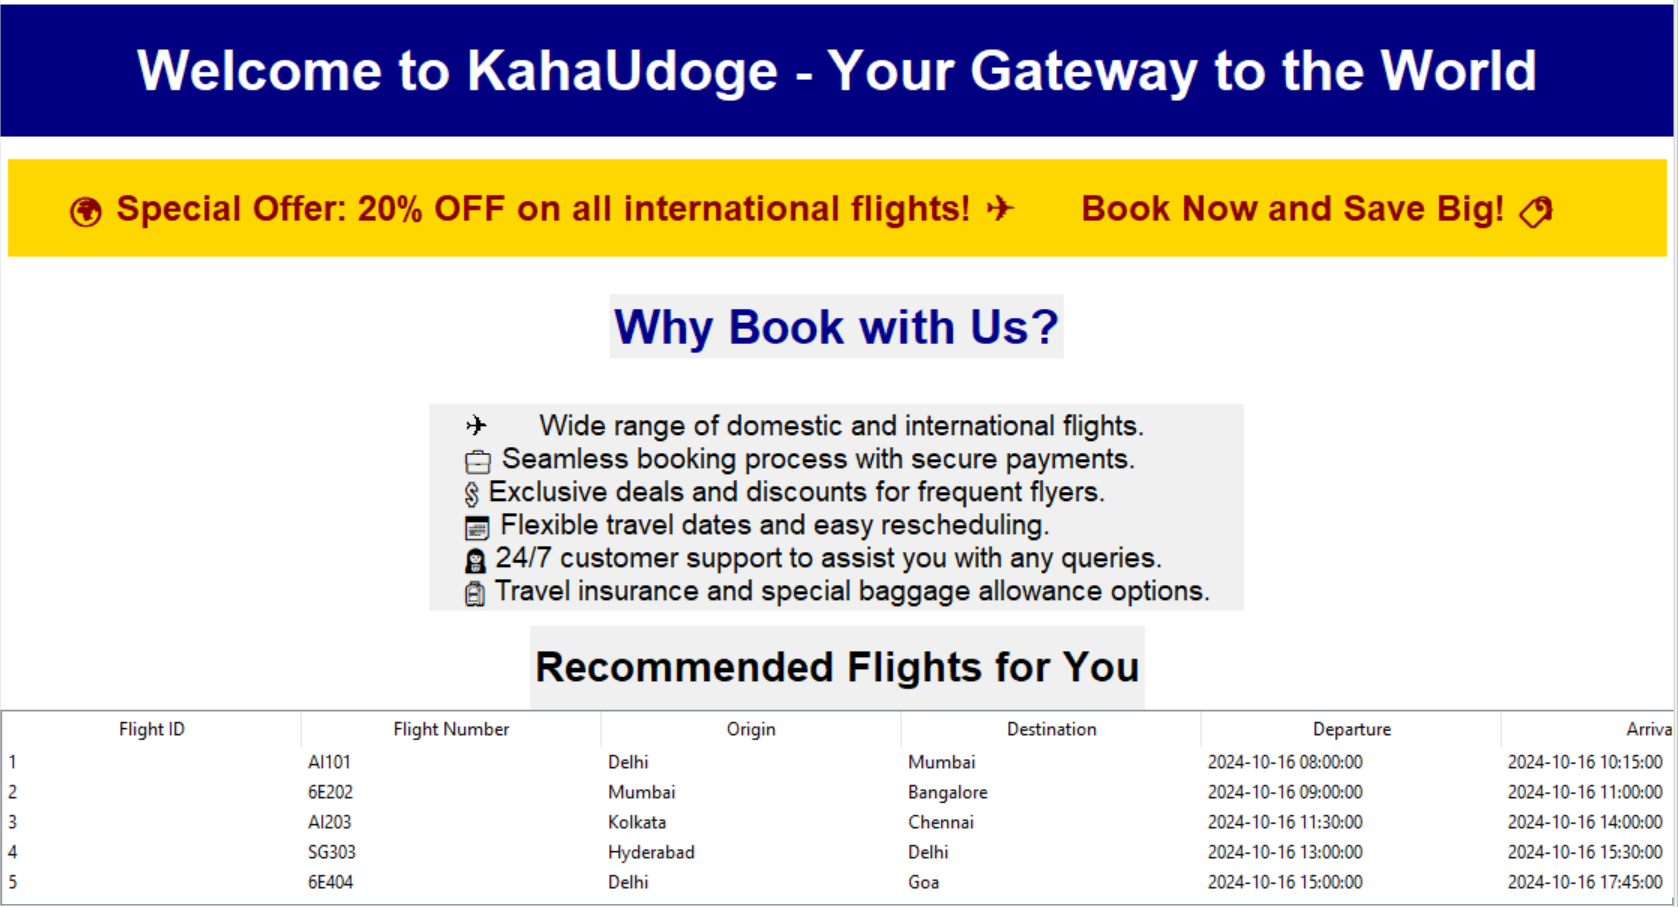 Welcome to KahaUdoge - Your Gateway to the World
Special Offer: 20% OFF on all international flights! ✈ Book Now and Save Big!
Why Book with Us?
✈ Wide range of domestic and international flights.
Seamless booking process with secure payments.
Exclusive deals and discounts for frequent flyers.
Flexible travel dates and easy rescheduling.
24/7 customer support to assist you with any queries.
Travel insurance and special baggage allowance options.
Recommended Flights for You
Flight ID Flight Number Origin Destination Departure Arriva
1 AI101 Delhi Mumbai 2024-10-16 08:00:00 2024-10-16 10:15:00
2 6E202 Mumbai Bangalore 2024-10-16 09:00:00 2024-10-16 11:00:00
3 AI203 Kolkata Chennai 2024-10-16 11:30:00 2024-10-16 14:00:00
4 SG303 Hyderabad Delhi 2024-10-16 13:00:00 2024-10-16 15:30:00
5 6E404 Delhi Goa 2024-10-16 15:00:00 2024-10-16 17:45:00